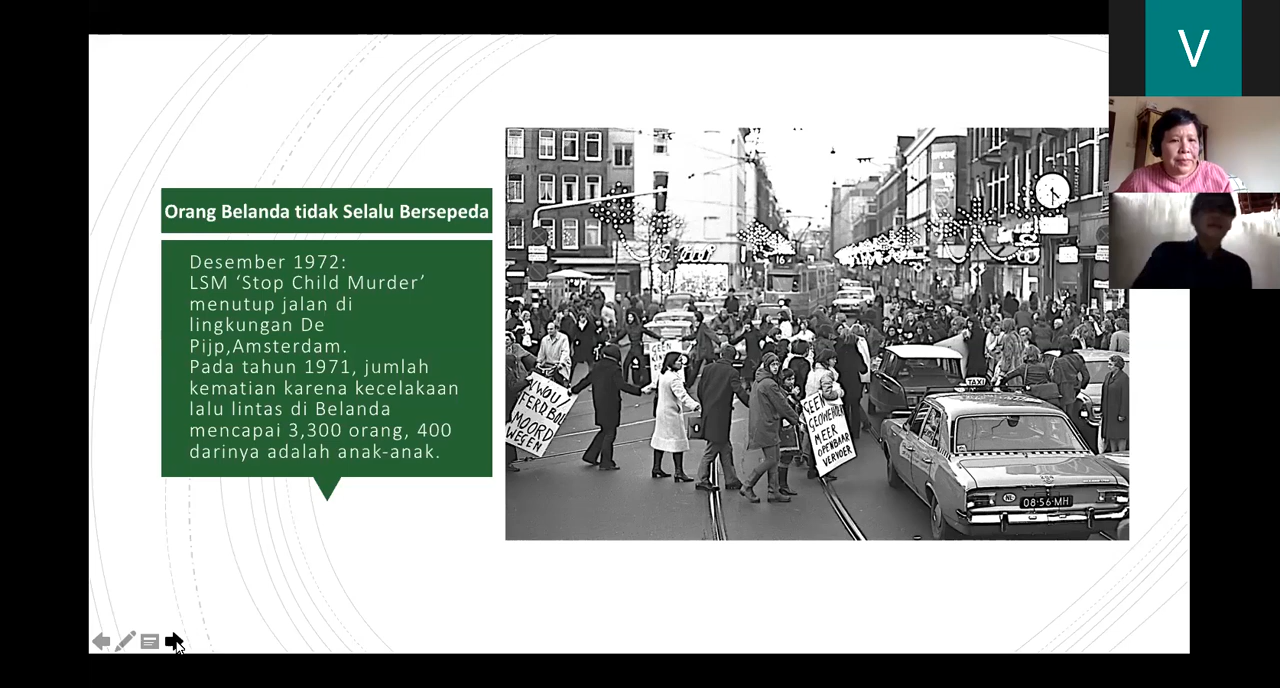 Orang Belanda tidak Selalu Bersepeda
Desember 1972:
LSM ‘Stop Child Murder’
menutup jalan di
lingkungan De
Pijp,Amsterdam.
Pada tahun 1971, jumlah
kematian karena kecelakaan
lalu lintas di Belanda
mencapai 3,300 orang, 400
darinya adalah anak-anak.
16
GEEN
MOORD
WEGEN
GEEN
MEER
OPENBAAR
VERVOER
TAXI
NL
08-56-MH
V